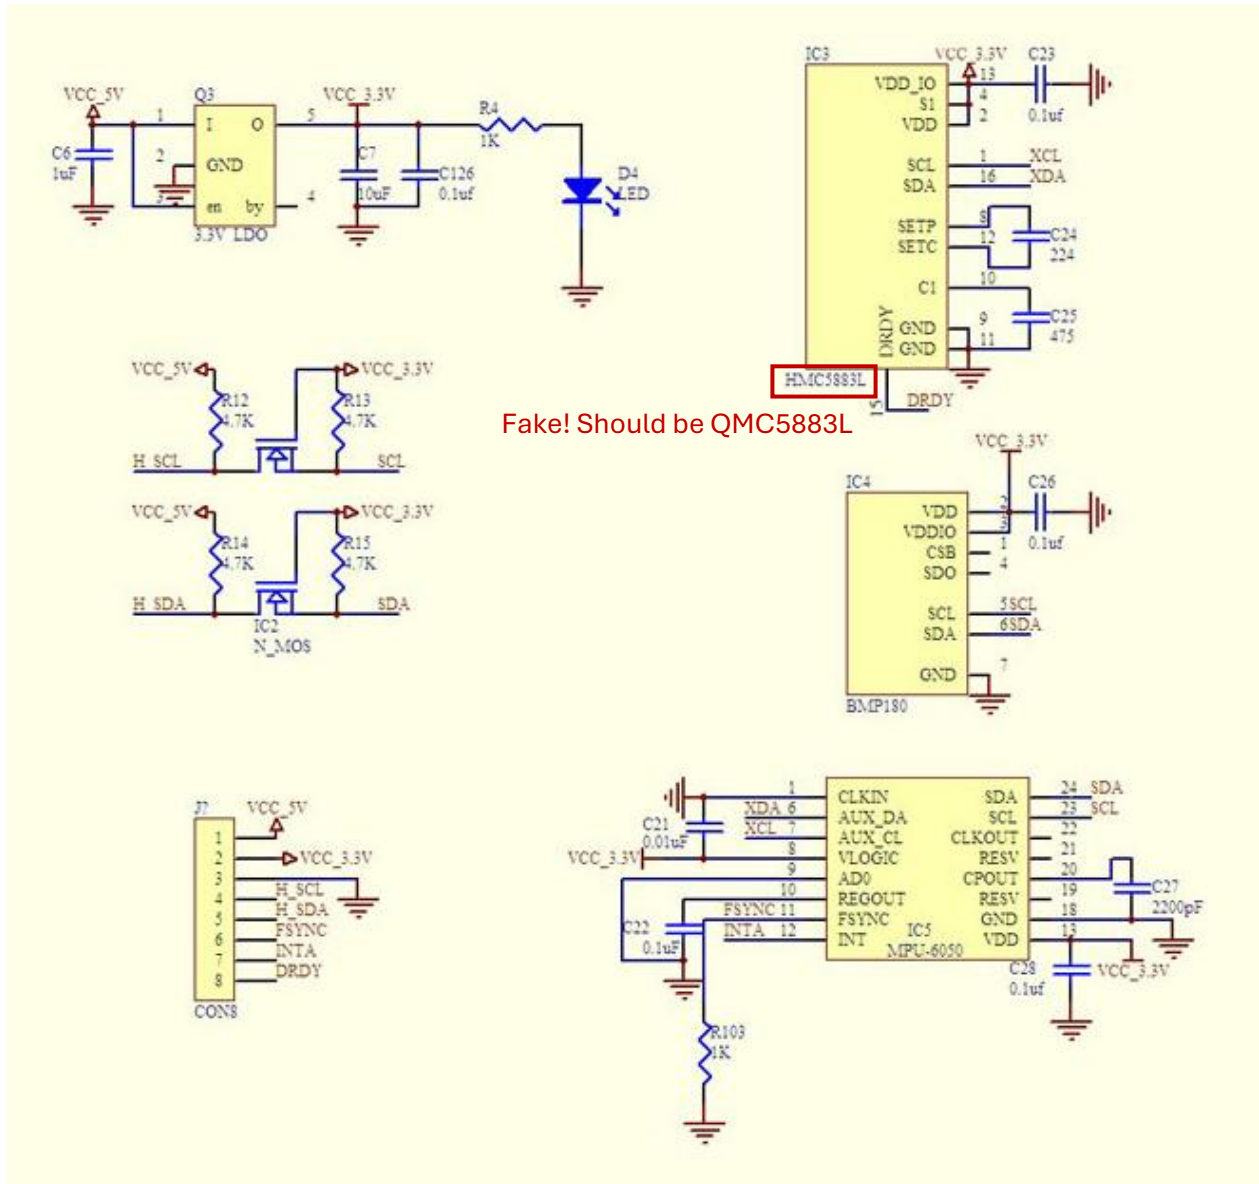 VCC_5V
Q3
VCC_3.3V
1
I
O
5
R4
1K
C6
1uF
2
GND
C7
10uF
C126
0.1uf
D4
LED
3
en
by
4
3.3V LDO
IC3
VCC_3.3V
C23
VDD_IO
13
S1
4
VDD
2
0.1uf
SCL
1
XCL
SDA
16
XDA
SETP
8
SETC
12
C24
224
C1
10
GND
9
GND
11
C25
475
DRDY
HMC5883L
15
DRDY
Fake! Should be QMC5883L
VCC_5V
VCC_3.3V
R12
4.7K
R13
4.7K
H_SCL
SCL
VCC_5V
VCC_3.3V
R14
4.7K
R15
4.7K
H_SDA
SDA
IC2
N_MOS
VCC_3.3V
IC4
C26
VDD
2
VDDIO
3
0.1uf
CSB
1
SDO
4
SCL
5
SCL
SDA
6
SDA
GND
7
BMP180
J?
VCC_5V
1
2
VCC_3.3V
3
4
H_SCL
5
H_SDA
6
FSYNC
7
INTA
8
DRDY
CON8
1
CLKIN
XDA
6
AUX_DA
C21
0.01uF
XCL
7
AUX_CL
VCC_3.3V
8
VLOGIC
9
AD0
10
REGOUT
FSYNC
11
FSYNC
C22
0.1uF
INTA
12
INT
IC5
MPU-6050
SDA
24
SDA
SCL
23
SCL
CLKOUT
22
RESV
21
CPOUT
20
RESV
19
C27
2200pF
GND
18
VDD
13
C28
0.1uf
VCC_3.3V
R103
1K